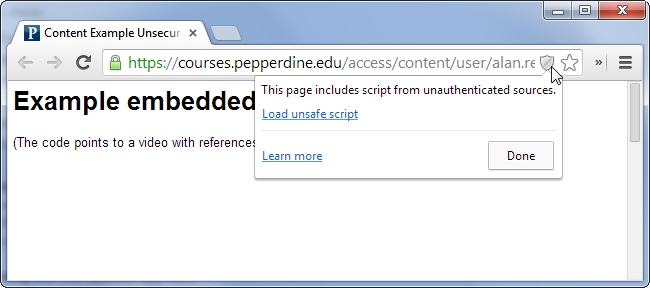 Content Example Unsecur
https://courses.pepperdine.edu/access/content/user/alan.re
Example embedded
(The code points to a video with references
This page includes script from unauthenticated sources.
Load unsafe script
Learn more
Done